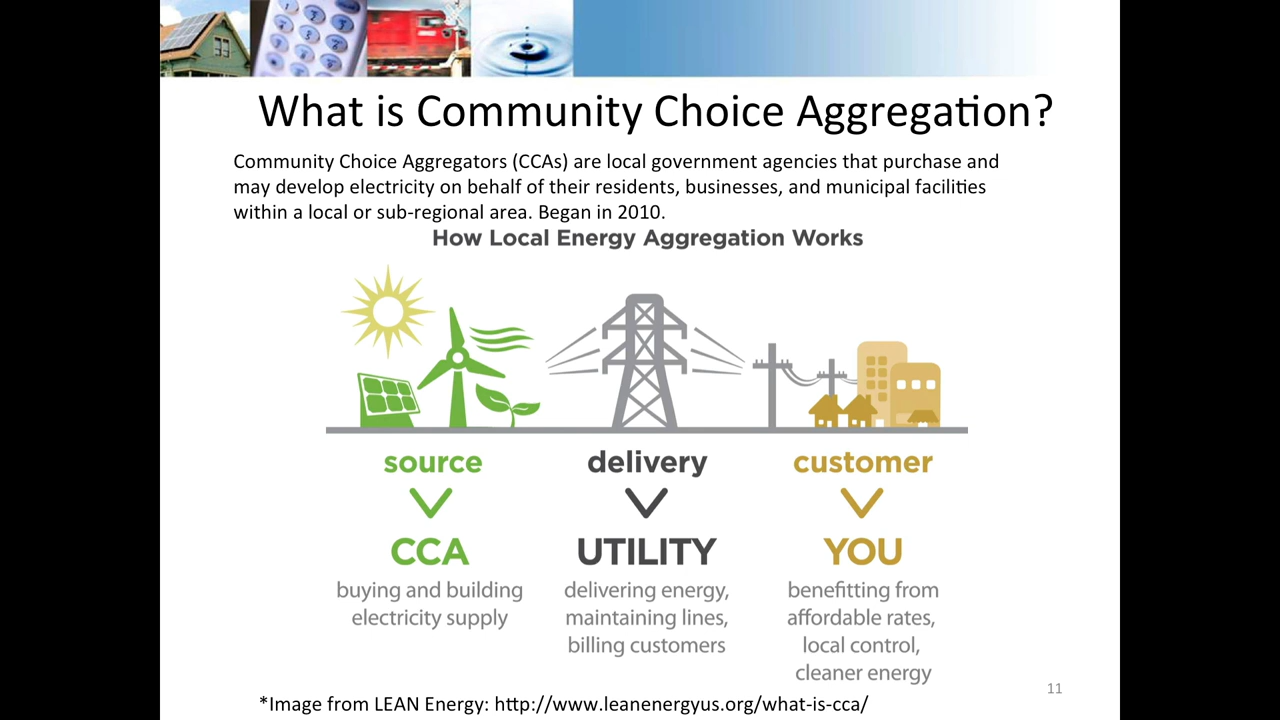 What is Community Choice Aggregation?
Community Choice Aggregators (CCAs) are local government agencies that purchase and
may develop electricity on behalf of their residents, businesses, and municipal facilities
within a local or sub-regional area. Began in 2010.
How Local Energy Aggregation Works
source
CCA
buying and building
electricity supply
delivery
UTILITY
delivering energy,
maintaining lines,
billing customers
customer
YOU
benefitting from
affordable rates,
local control,
cleaner energy
11
*Image from LEAN Energy: http://www.leanenergyus.org/what-is-cca/